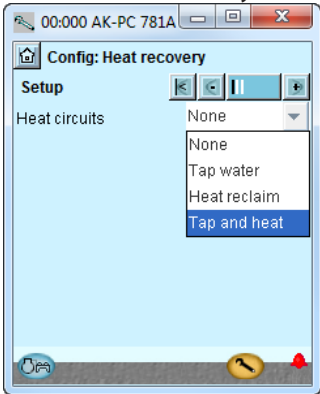 00:000 AK-PC 781A
Config: Heat recovery
Setup
Heat circuits None
None
Tap water
Heat reclaim
Tap and heat